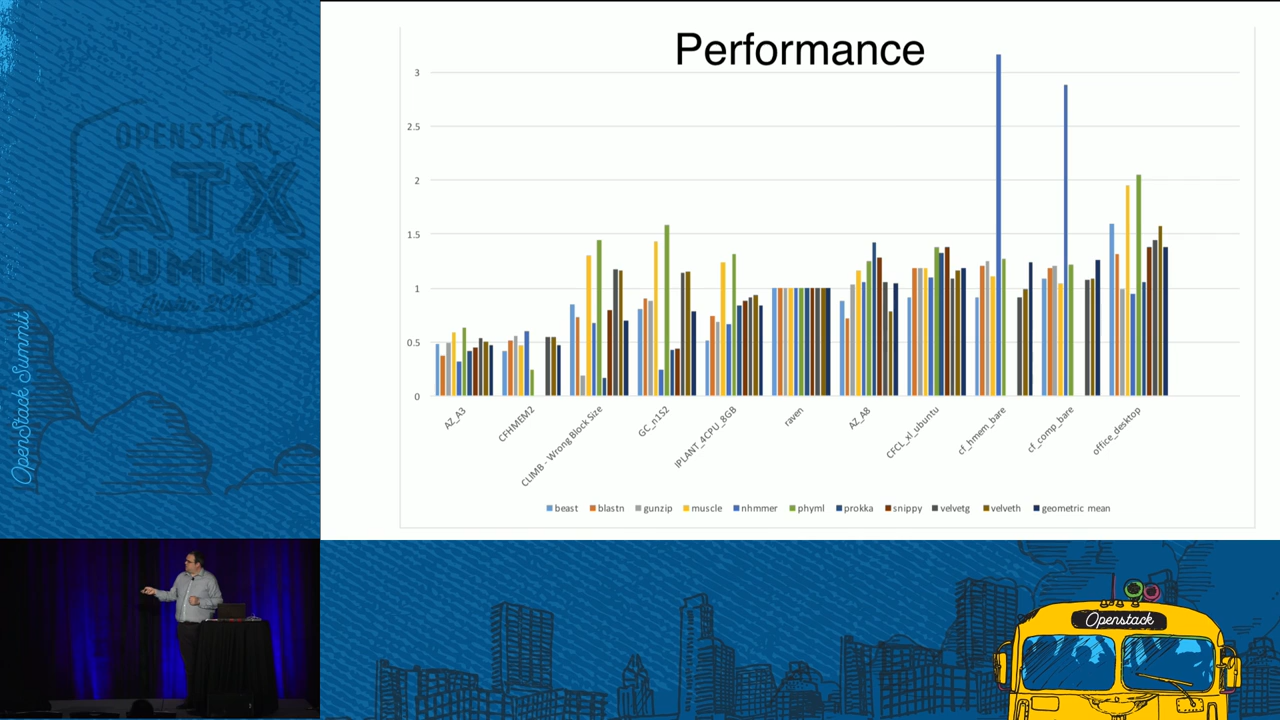 OPENSTACK
ATX
SUMMIT
Austin 2016
OpenStack Summit
Performance
3
2.5
2
1.5
1
0.5
0
AZ_A3
CFHMEM2
CLIMB - Wrong Block Size
GC_n1S2
IPLANT_4CPU_8GB
raven
AZ_A8
CFCL_xl_ubuntu
cf_hmem_bare
cf_comp_bare
office_desktop
beast blastn gunzip muscle nhmmer phyml prokka snippy velvetg velveth geometric mean
Openstack